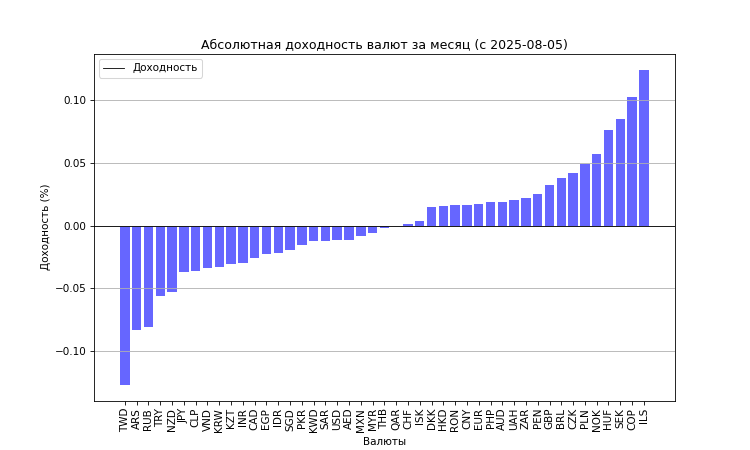 Абсолютная доходность валют за месяц (с 2025-08-05)
Доходность
0.10
0.05
0.00
−0.05
−0.10
Доходность (%)
TWD ARS RUB TRY NZD JPY CLP VND KRW KZT INR CAD EGP IDR SGD PKR KWD SAR USD AED MXN MYR THB QAR CHF ISK DKK HKD RON CNY EUR PHP AUD UAH ZAR PEN GBP BRL CZK PLN NOK HUF SEK COP ILS
Валюты